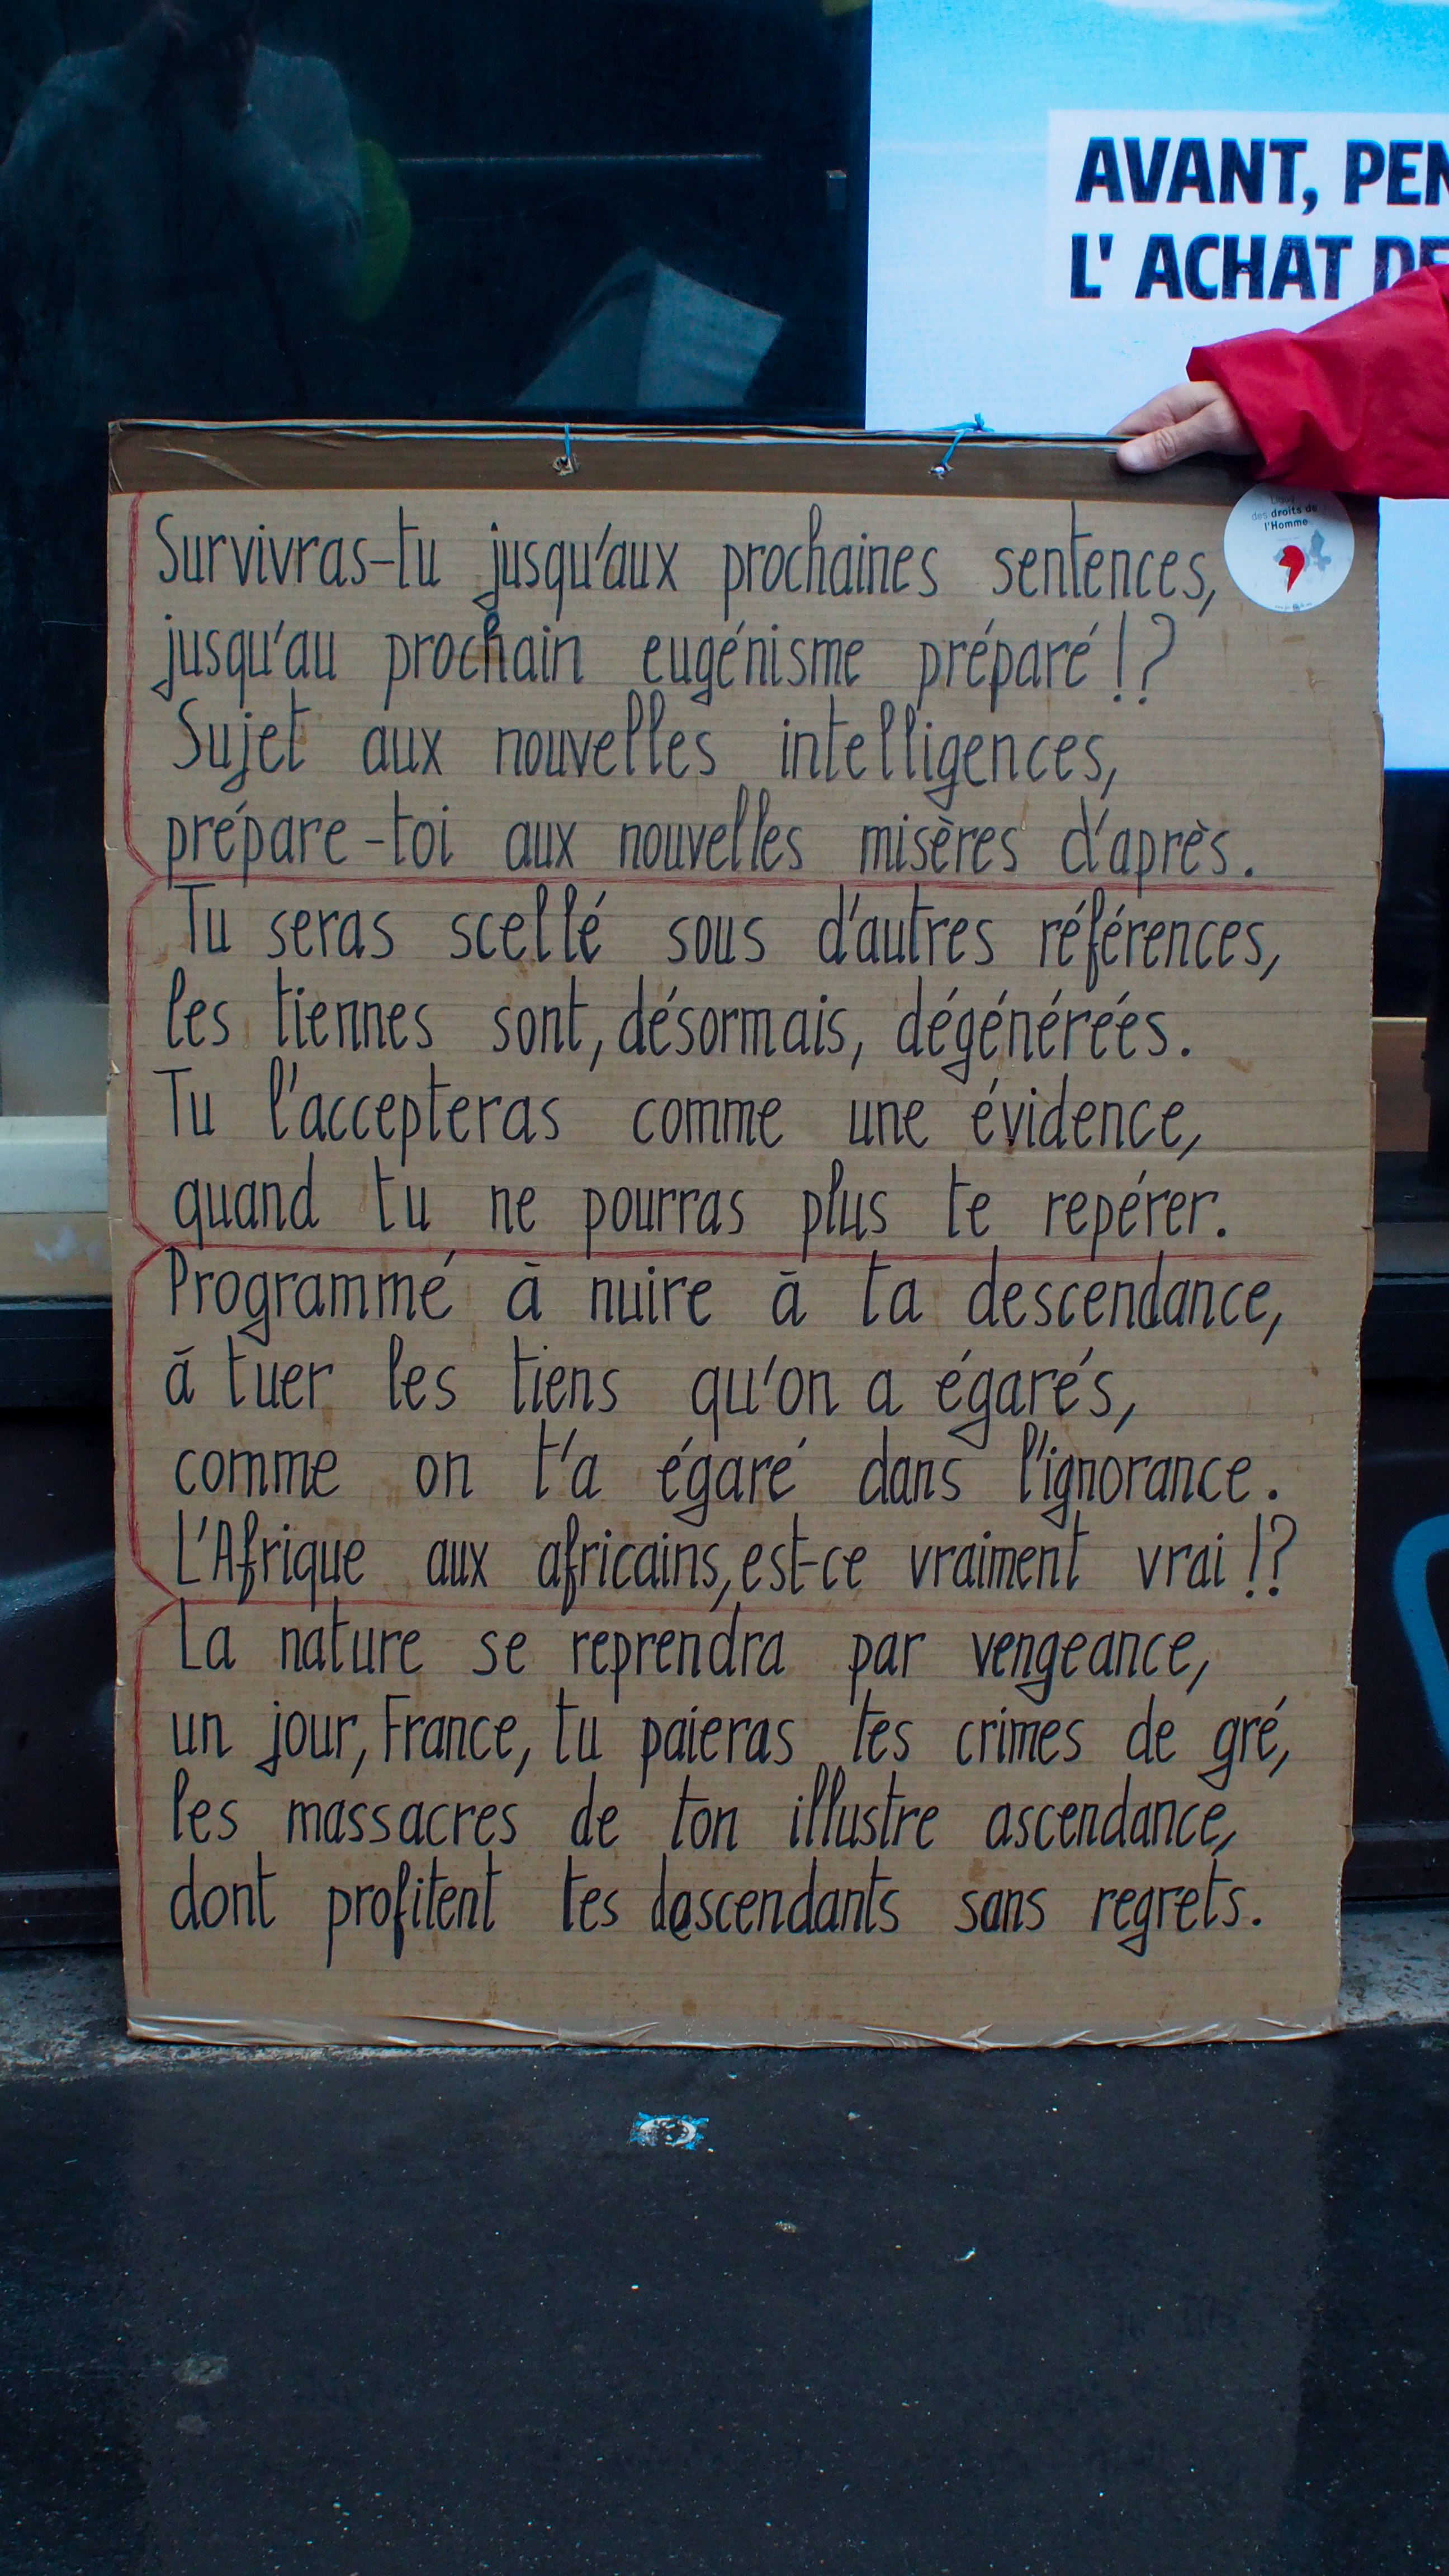 AVANT, PEN
L' ACHAT DE
des droits de
l'Homme
Survivras-tu jusqu'aux prochaines sentences,
jusqu'au prochain eugénisme préparé !?
Sujet aux nouvelles intelligences,
prépare-toi aux nouvelles misères d'après.
Tu seras scellé sous d'autres références,
les tiennes sont, désormais, dégénéréés.
Tu l'accepteras comme une évidence,
quand tu ne pourras plus te repérer.
Programmé à nuire à ta descendance,
à tuer les tiens qu'on a égarés,
comme on t'a égaré dans l'ignorance.
L'Afrique aux africains, est-ce vraiment vrai !?
La nature se reprendra par vengeance,
un jour, France, tu paieras tes crimes de gré,
les massacres de ton illustre ascendance,
dont profitent tes descendants sans regrets.